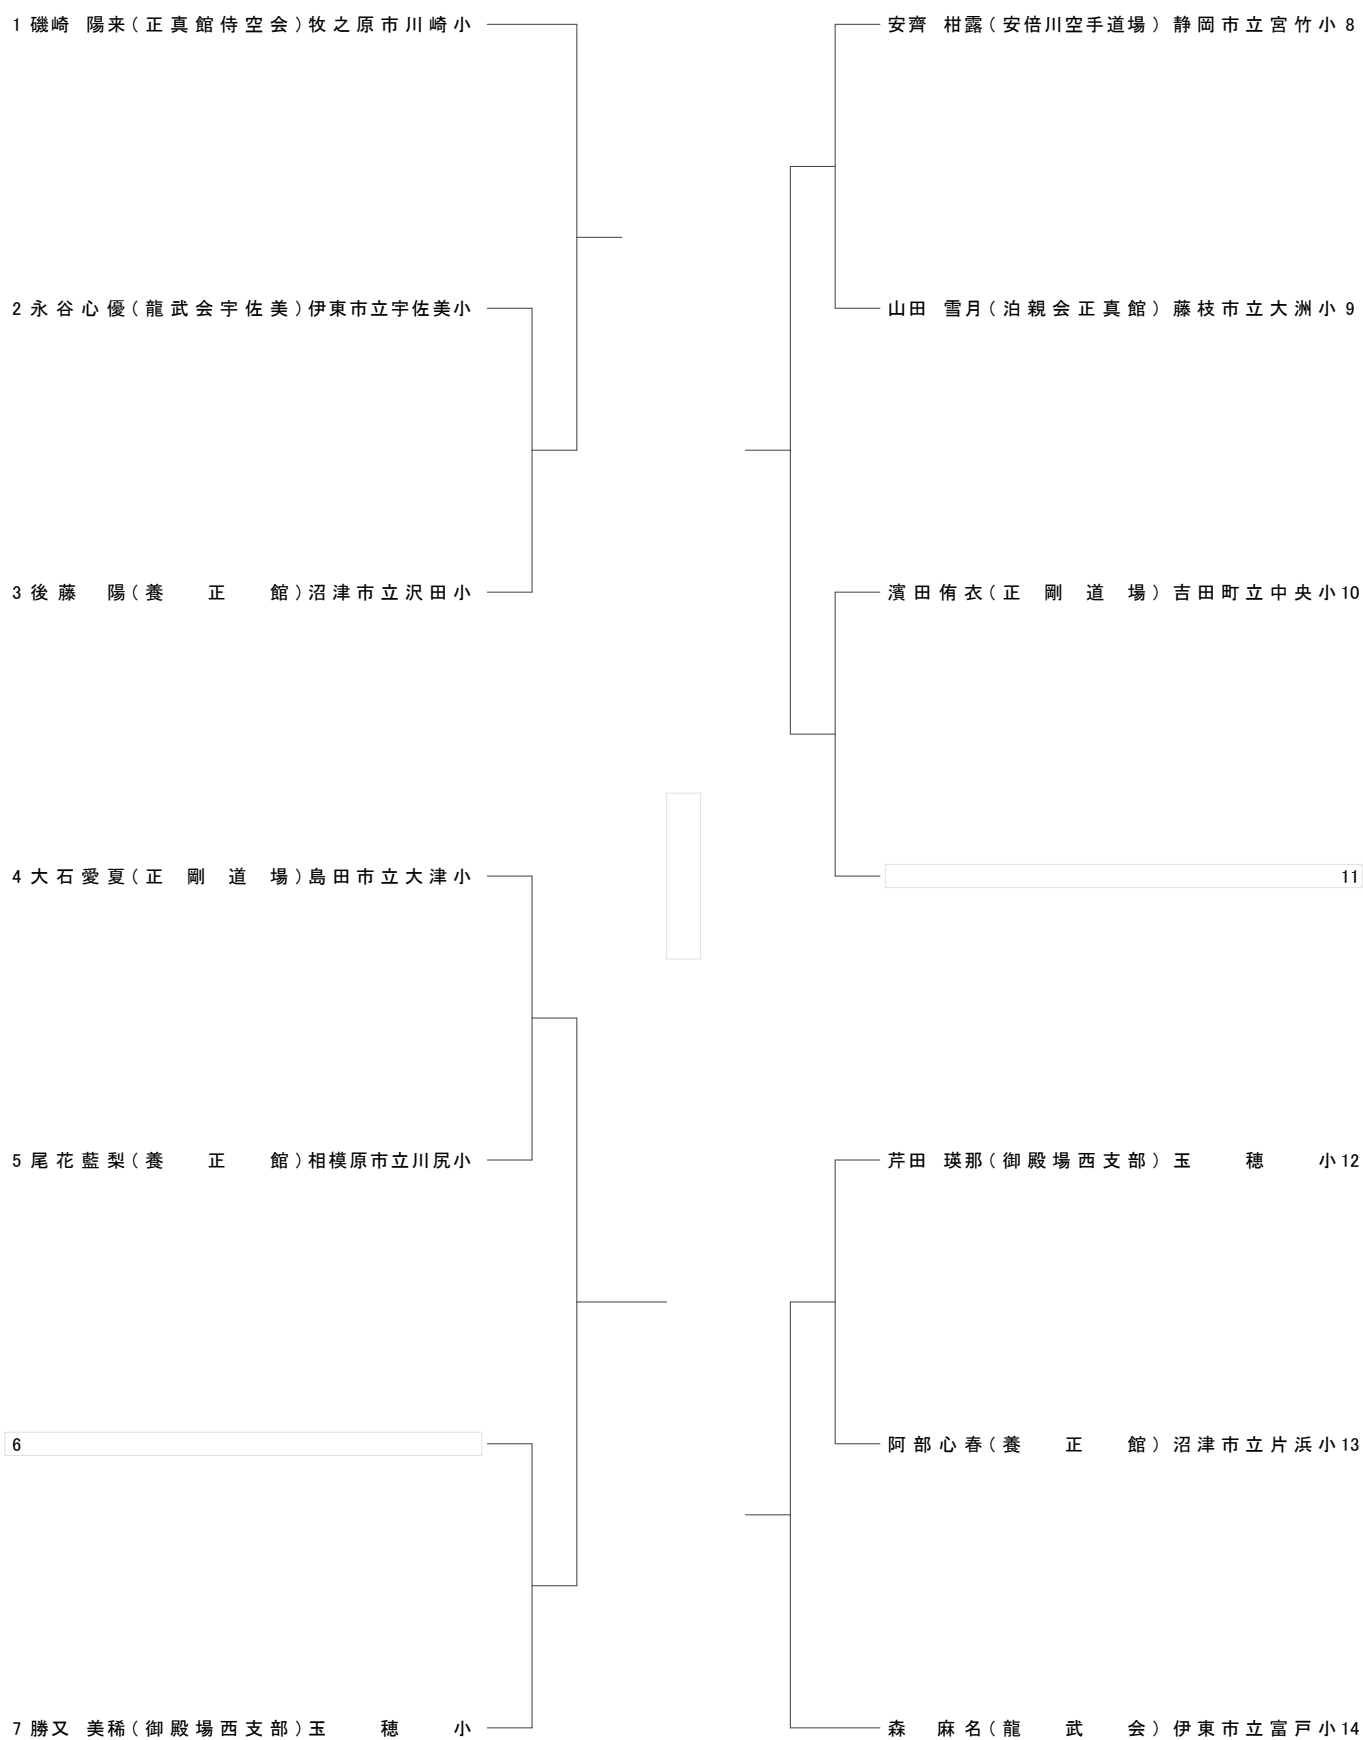 1 磯崎 陽来(正真館侍空会)牧之原市川崎小
2 永谷心優(龍武会宇佐美)伊東市立宇佐美小
3 後藤 陽(養正館)沼津市立沢田小
4 大石愛夏(正剛道場)島田市立大津小
5 尾花藍梨(養正館)相模原市立川尻小
6
7 勝又 美稀(御殿場西支部)玉穂小
安齊 柑露(安倍川空手道場)静岡市立宮竹小 8
山田 雪月(泊親会正真館)藤枝市立大洲小 9
濱田侑衣(正剛道場)吉田町立中央小 10
11
芹田 瑛那(御殿場西支部)玉穂小 12
阿部心春(養正館)沼津市立片浜小 13
森 麻名(龍武会)伊東市立富戸小 14